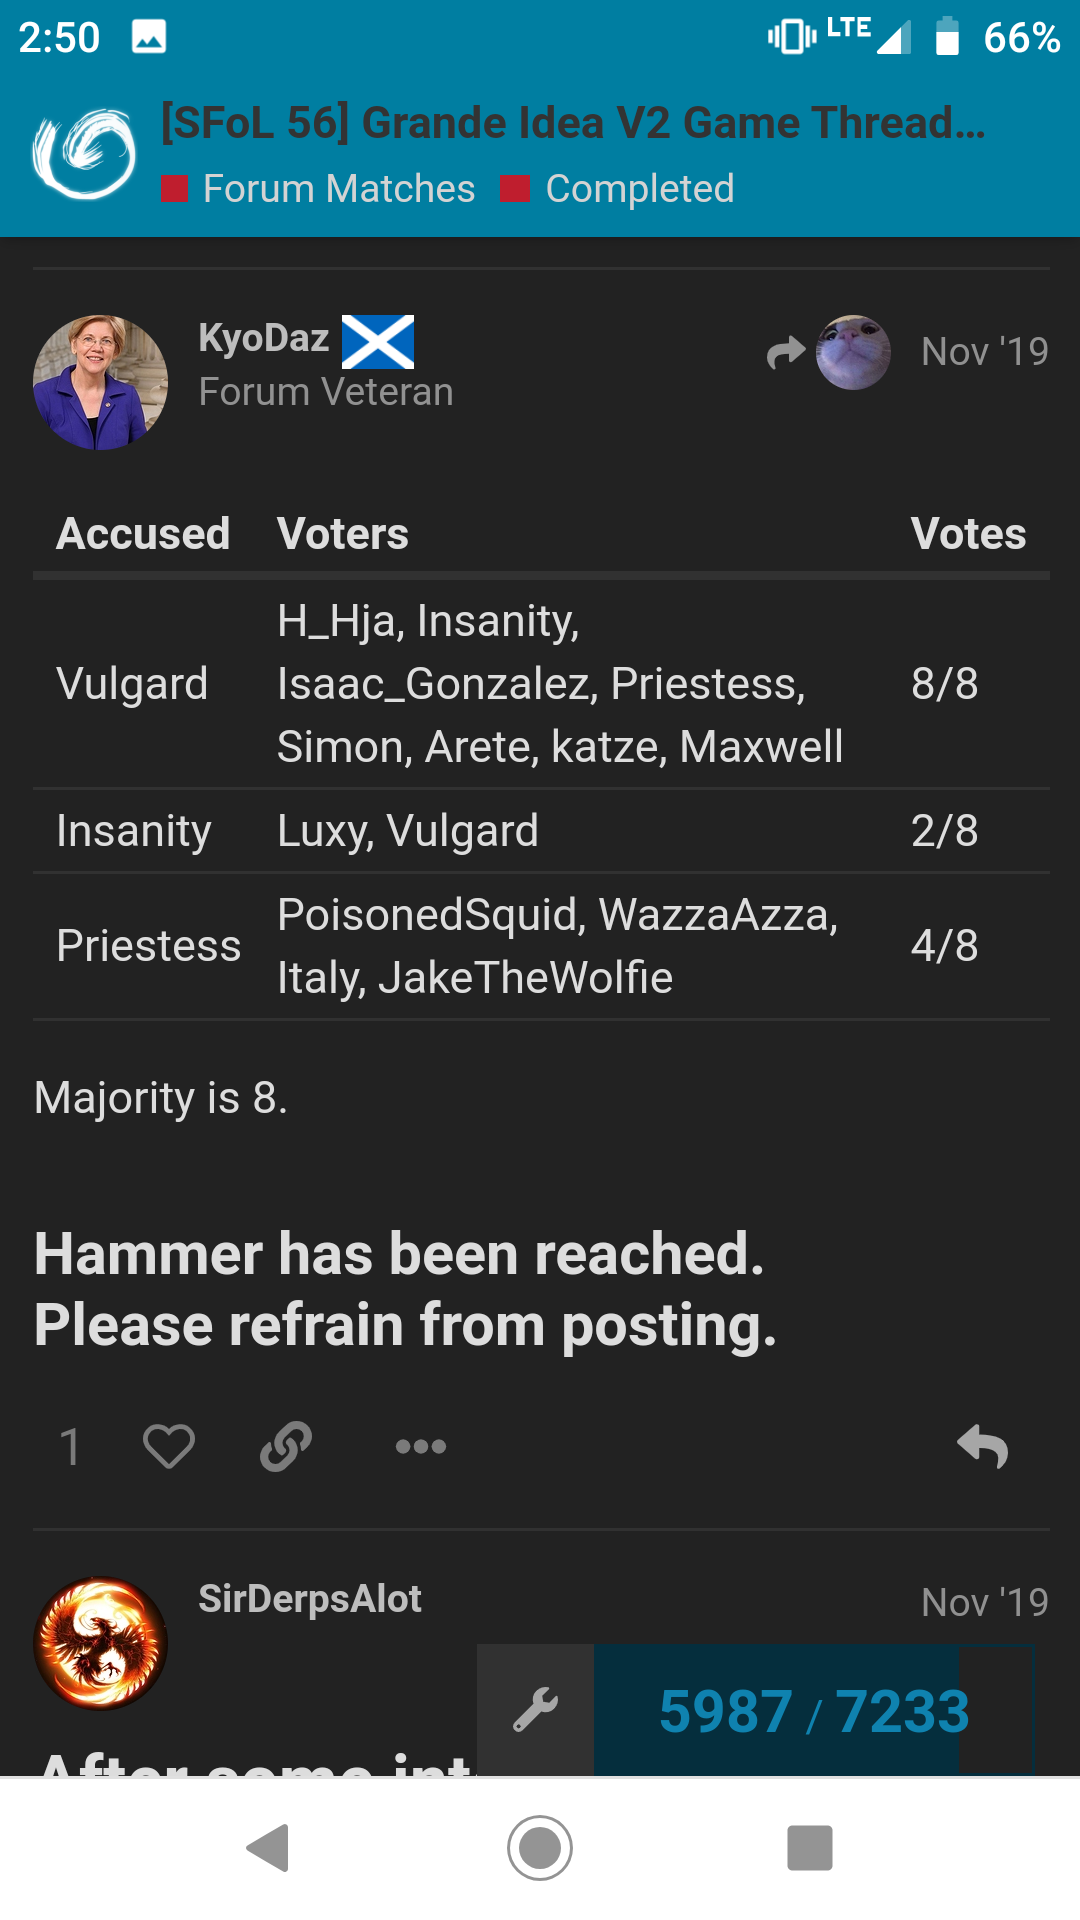 2:50 LTE 66%
[SFoL 56] Grande Idea V2 Game Thread...
Forum Matches Completed
KyoDaz Nov '19
Forum Veteran
Accused Voters Votes
H_Hja, Insanity,
Vulgard Isaac_Gonzalez, Priestess, 8/8
Simon, Arete, katze, Maxwell
Insanity Luxy, Vulgard 2/8
PoisonedSquid, WazzaAzza,
Priestess 4/8
Italy, JakeTheWolfie
Majority is 8.
Hammer has been reached.
Please refrain from posting.
1
SirDerpsAlot Nov '19
5987 / 7233
After some